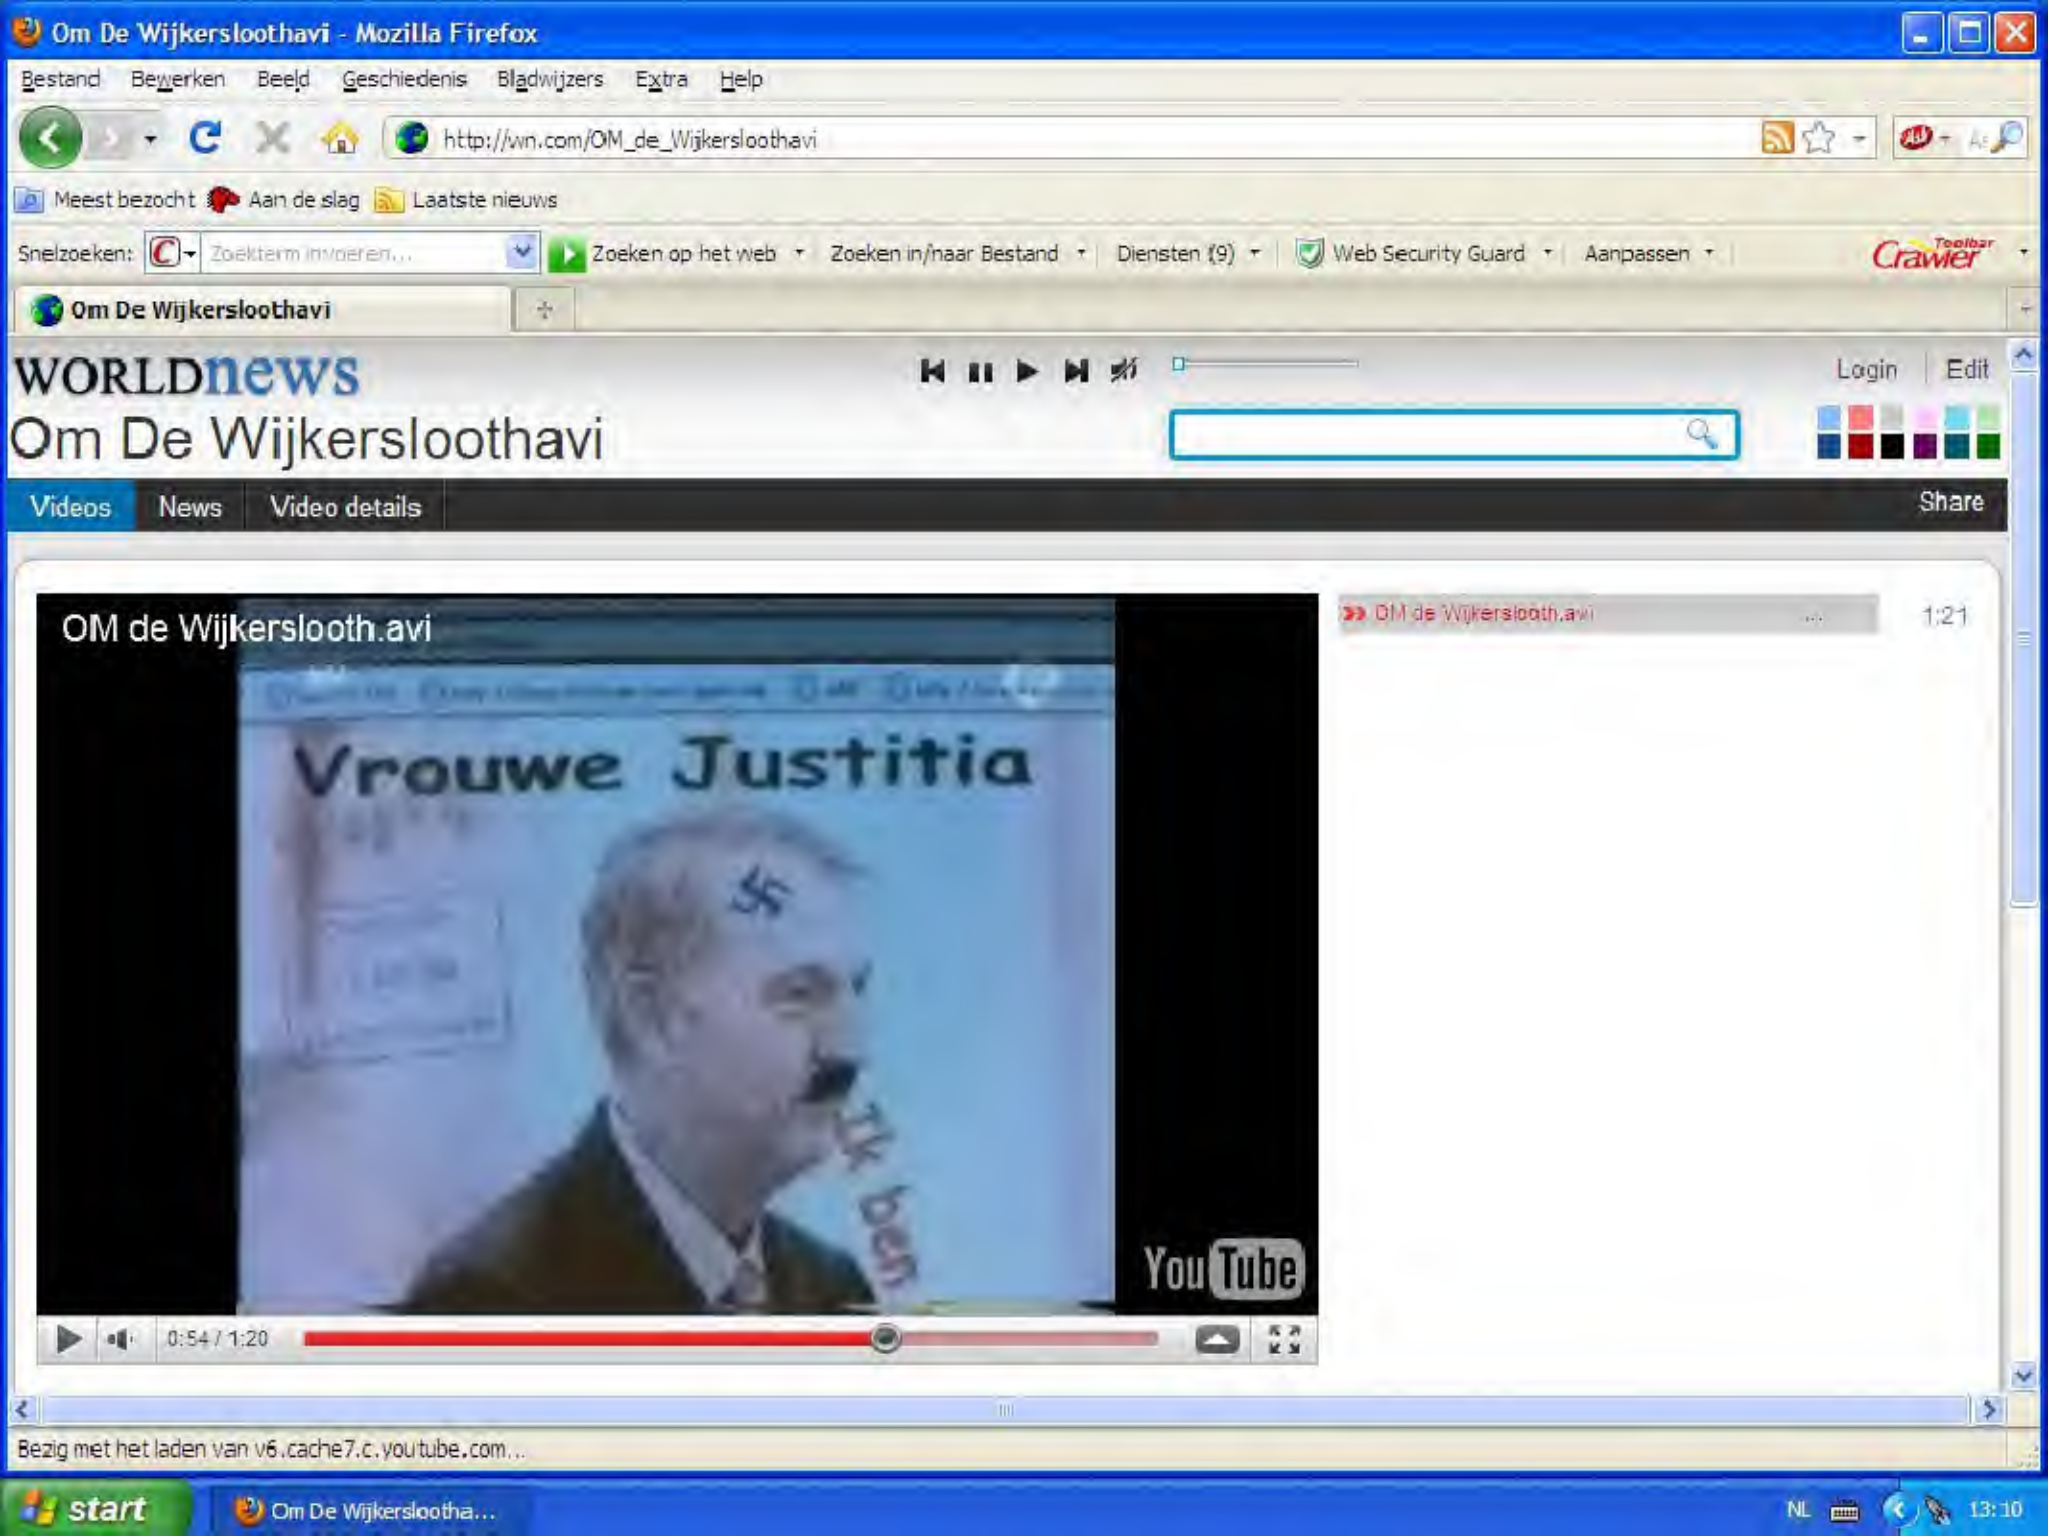 Om De Wijkersloothavi - Mozilla Firefox
Bestand Bewerken Beeld Geschiedenis Bladwijzers Extra Help
http://wn.com/OM_de_Wijkersloothavi
Meest bezocht Aan de slag Laatste nieuws
Snelzoeken: Zoekterm invoeren... Zoeken op het web Zoeken in/naar Bestand Diensten (9) Web Security Guard Aanpassen Crawler Toolbar
Om De Wijkersloothavi
WORLDnews
Login Edit
Om De Wijkersloothavi
Videos News Video details Share
OM de Wijkerslooth.avi
OM de Wijkerslooth.avi ... 1:21
Vrouwe Justitia
Ik ben
YouTube
0:54 / 1:20
Bezig met het laden van v6.cache7.c.youtube.com...
start Om De Wijkerslootha... NL 13:10